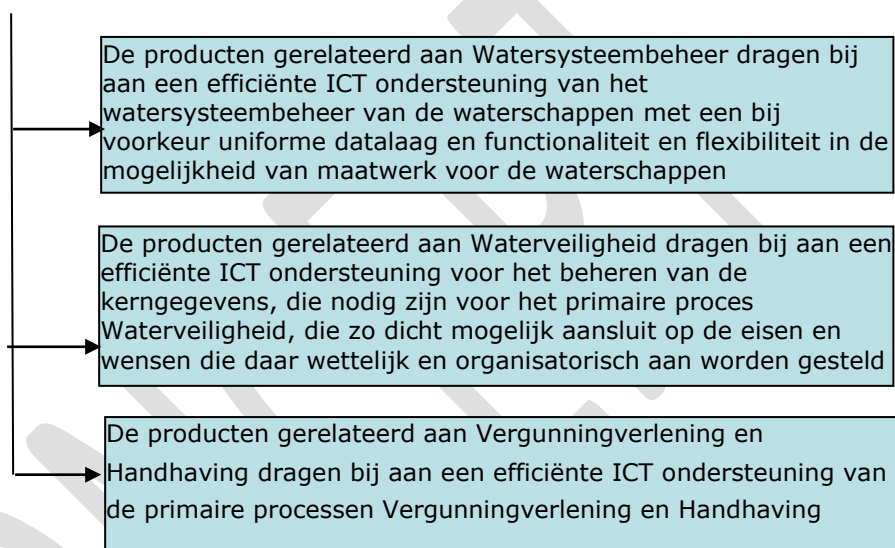 De producten gerelateerd aan Watersysteembeheer dragen bij
aan een efficiënte ICT ondersteuning van het
watersysteembeheer van de waterschappen met een bij
voorkeur uniforme datalaag en functionaliteit en flexibiliteit in de
mogelijkheid van maatwerk voor de waterschappen
De producten gerelateerd aan Waterveiligheid dragen bij aan een
efficiënte ICT ondersteuning voor het beheren van de
kerngegevens, die nodig zijn voor het primaire proces
Waterveiligheid, die zo dicht mogelijk aansluit op de eisen en
wensen die daar wettelijk en organisatorisch aan worden gesteld
De producten gerelateerd aan Vergunningverlening en
Handhaving dragen bij aan een efficiënte ICT ondersteuning van
de primaire processen Vergunningverlening en Handhaving